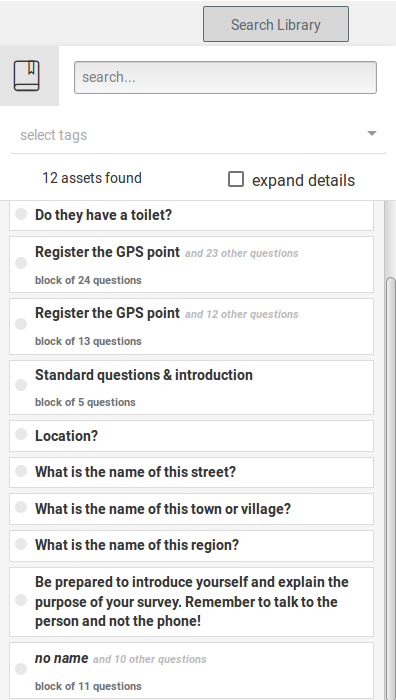 Search Library
search...
select tags
12 assets found
expand details
Do they have a toilet?
Register the GPS point and 23 other questions
block of 24 questions
Register the GPS point and 12 other questions
block of 13 questions
Standard questions & introduction
block of 5 questions
Location?
What is the name of this street?
What is the name of this town or village?
What is the name of this region?
Be prepared to introduce yourself and explain the
purpose of your survey. Remember to talk to the
person and not the phone!
no name and 10 other questions
block of 11 questions